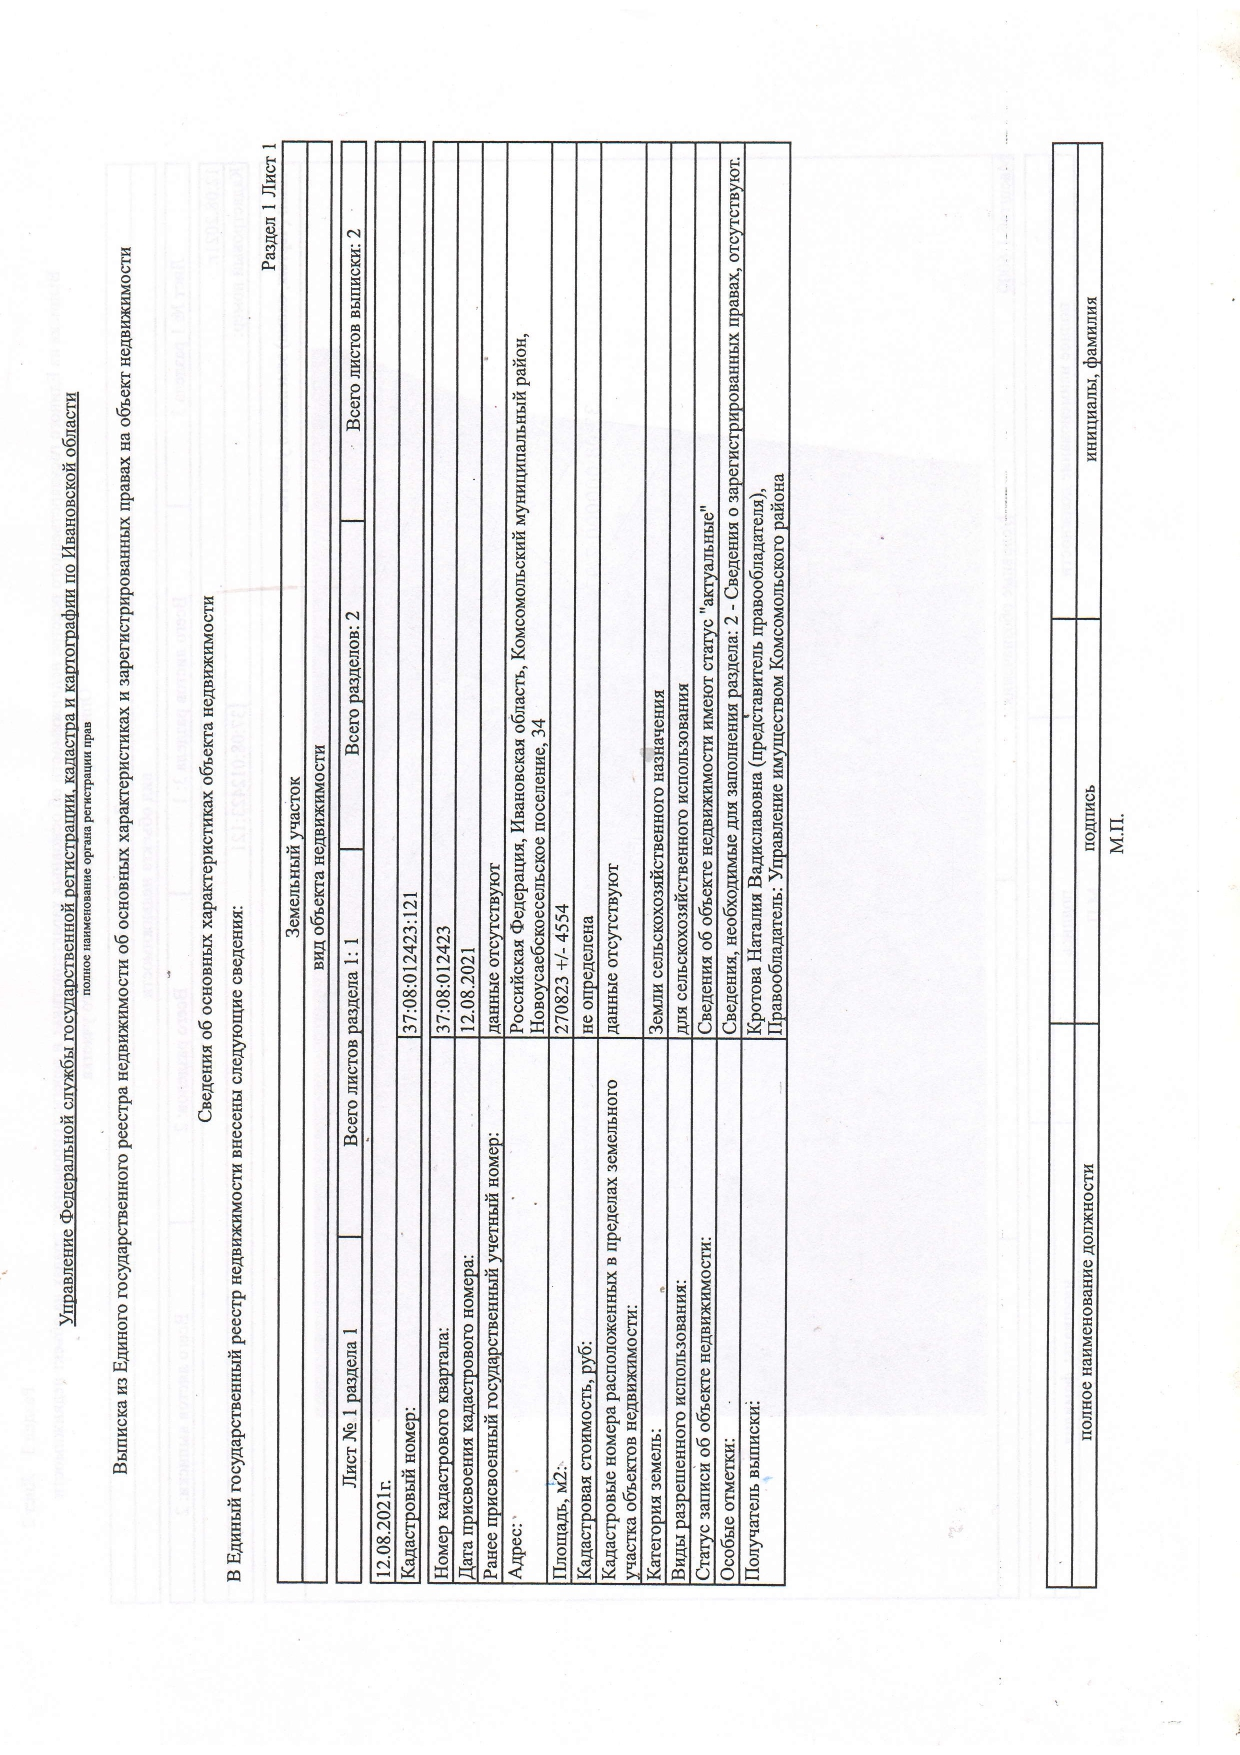 Управление Федеральной службы государственной регистрации, кадастра и картографии по Ивановской области
полное наименование органа регистрации прав
Выписка из Единого государственного реестра недвижимости об основных характеристиках и зарегистрированных правах на объект недвижимости
Сведения об основных характеристиках объекта недвижимости
В Единый государственный реестр недвижимости внесены следующие сведения:
Раздел 1 Лист 1
Земельный участок
вид объекта недвижимости
Лист № 1 раздела 1 Всего листов раздела 1: 1 Всего разделов: 2 Всего листов выписки: 2
12.08.2021г.
Кадастровый номер: 37:08:012423:121
Номер кадастрового квартала: 37:08:012423
Дата присвоения кадастрового номера: 12.08.2021
Ранее присвоенный государственный учетный номер: данные отсутствуют
Адрес: Российская Федерация, Ивановская область, Комсомольский муниципальный район,
Новоусаебскоесельское поселение, 34
Площадь, м2: 270823 +/- 4554
Кадастровая стоимость, руб: не определена
Кадастровые номера расположенных в пределах земельного
участка объектов недвижимости: данные отсутствуют
Категория земель: Земли сельскохозяйственного назначения
Виды разрешенного использования: для сельскохозяйственного использования
Статус записи об объекте недвижимости: Сведения об объекте недвижимости имеют статус "актуальные"
Особые отметки: Сведения, необходимые для заполнения раздела: 2 - Сведения о зарегистрированных правах, отсутствуют.
Получатель выписки: Кротова Наталия Вадиславовна (представитель правообладателя),
Правообладатель: Управление имуществом Комсомольского района
полное наименование должности подпись инициалы, фамилия
М.П.